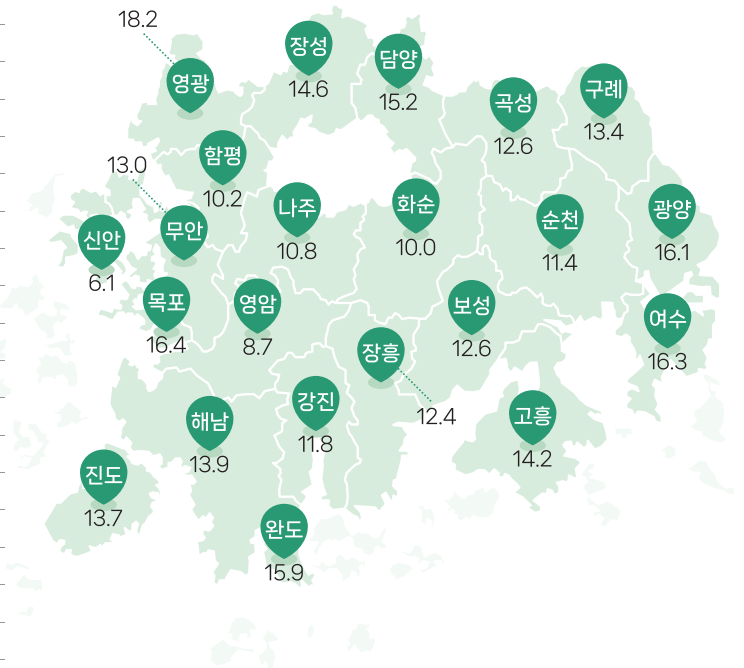 18.2
영광
장성
14.6
담양
15.2
곡성
12.6
구례
13.4
함평
10.2
13.0
무안
신안
6.1
나주
10.8
화순
10.0
순천
11.4
광양
16.1
목포
16.4
영암
8.7
보성
12.6
여수
16.3
장흥
12.4
강진
11.8
해남
13.9
고흥
14.2
진도
13.7
완도
15.9